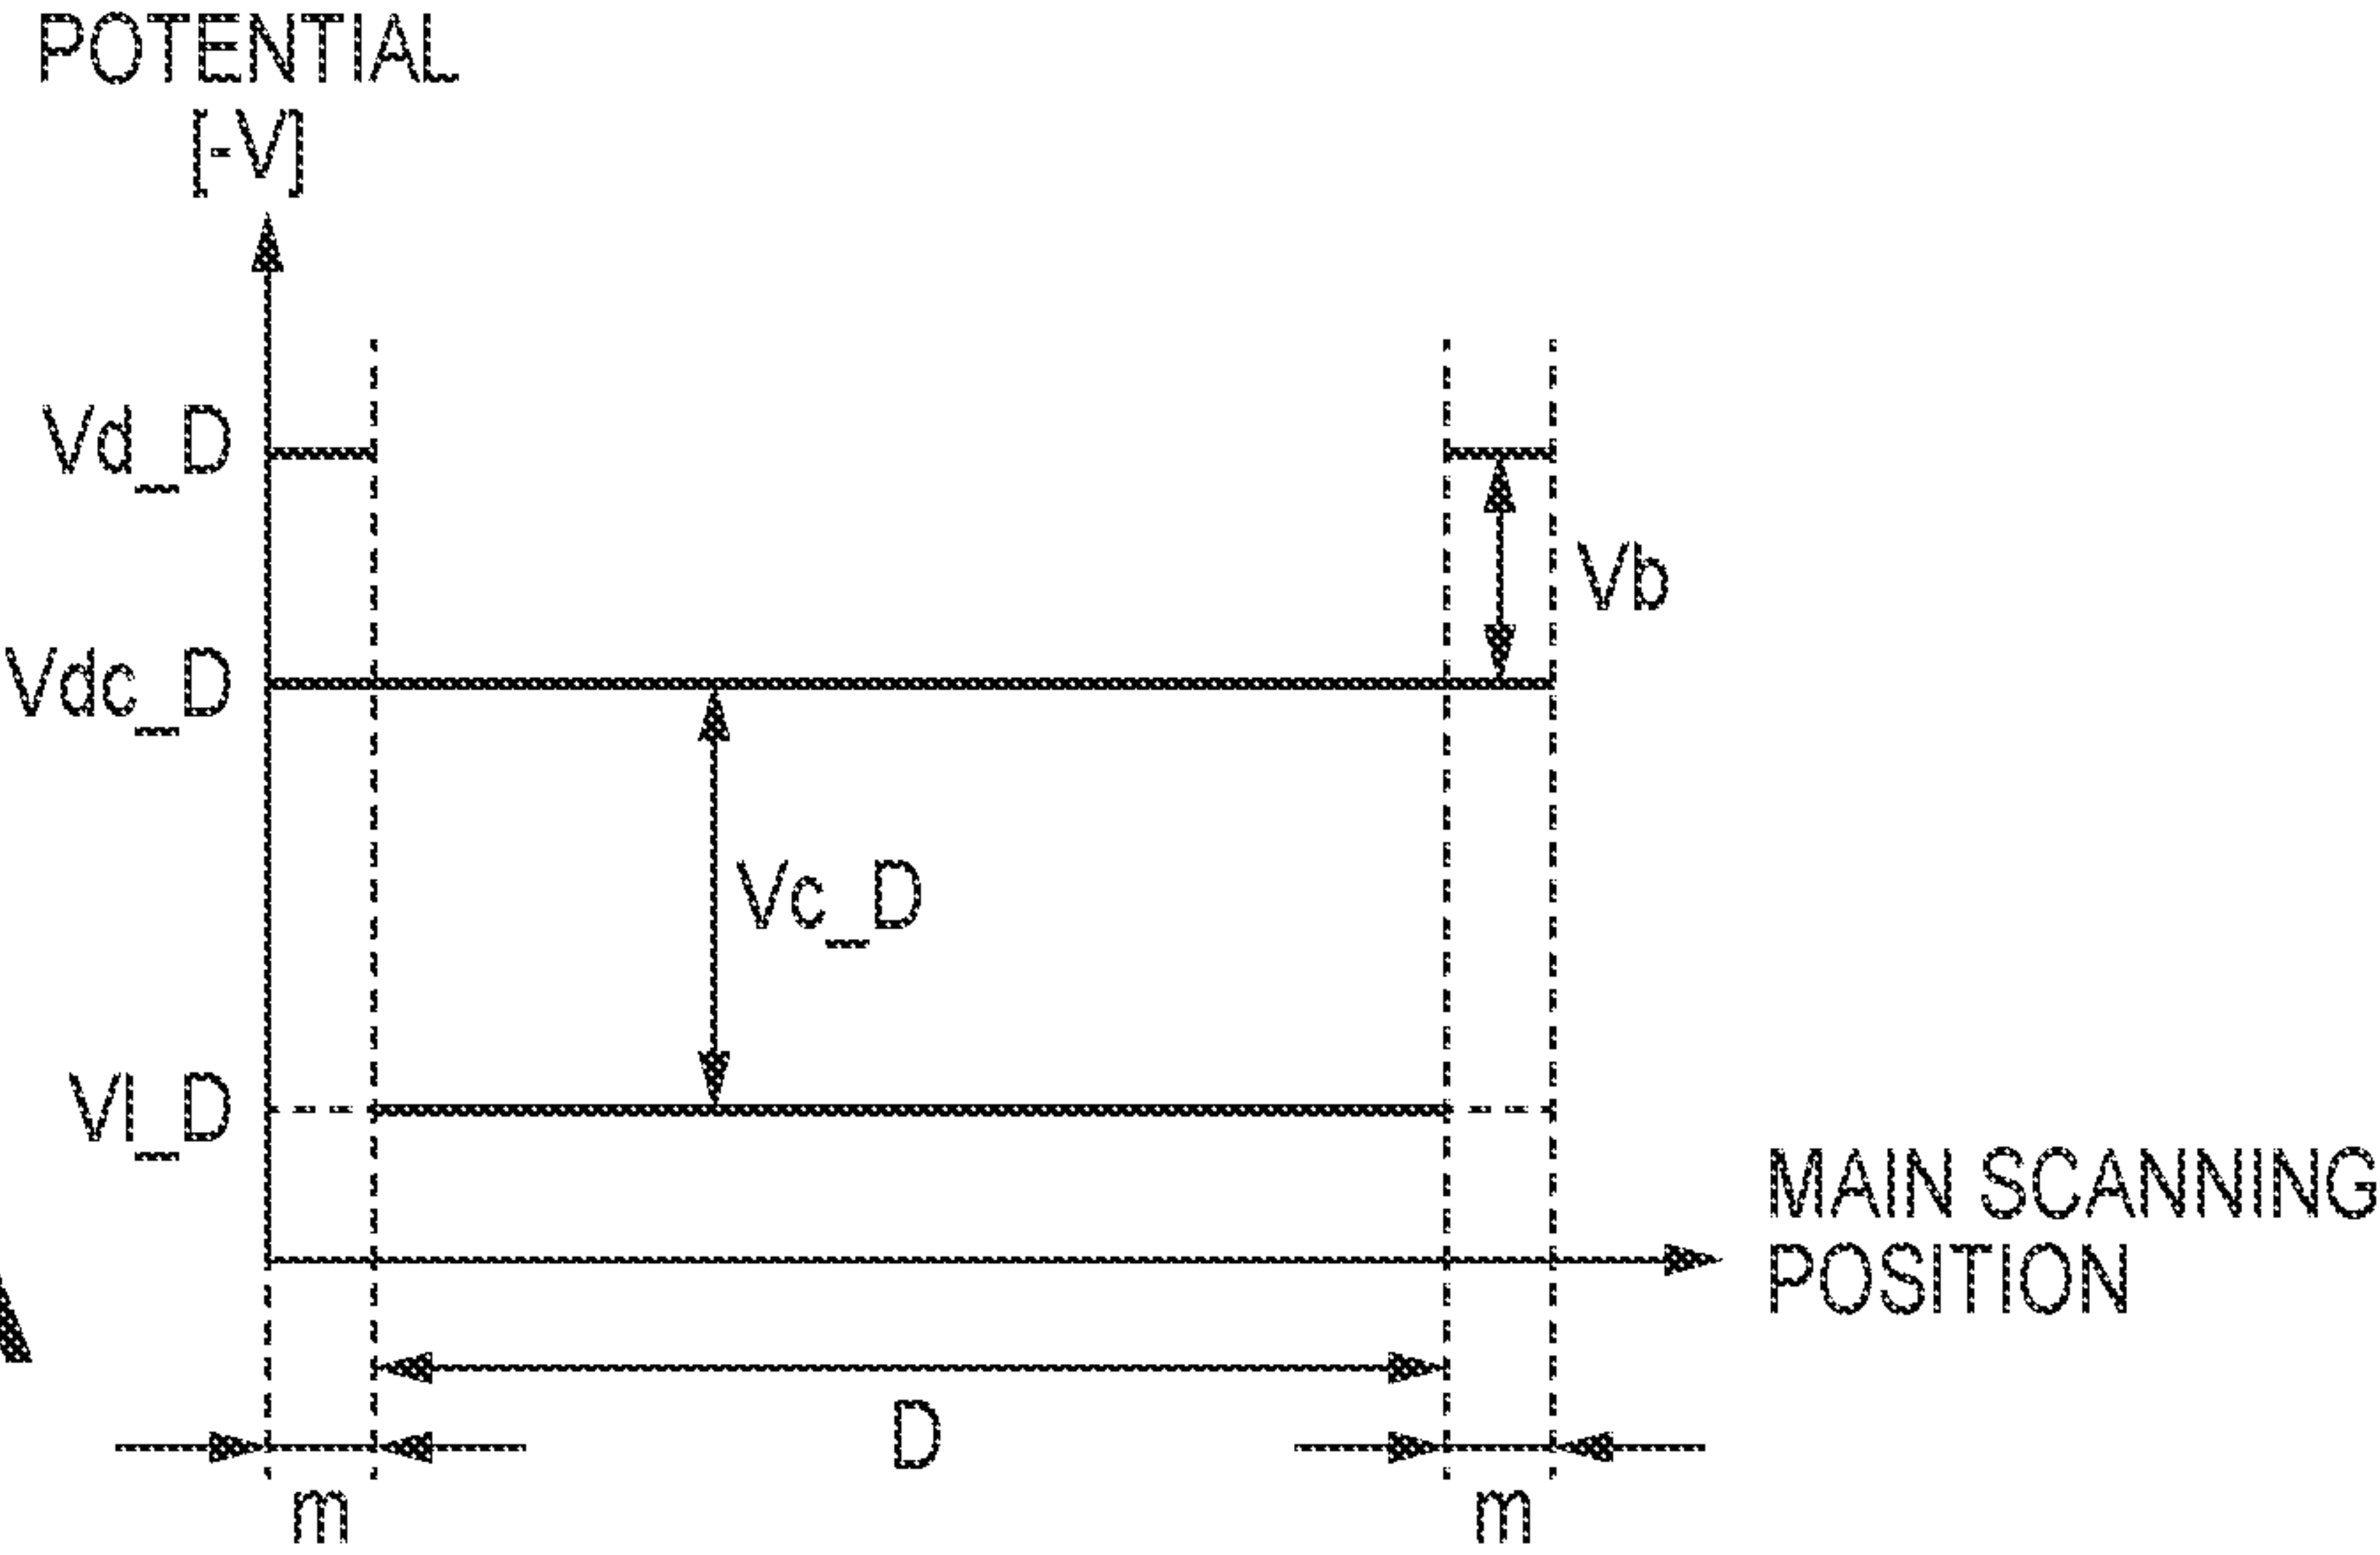 POTENTIAL
[-V]
Vd_D
Vb
Vdc_D
Vc_D
Vl_D
MAIN SCANNING
POSITION
D
m
m